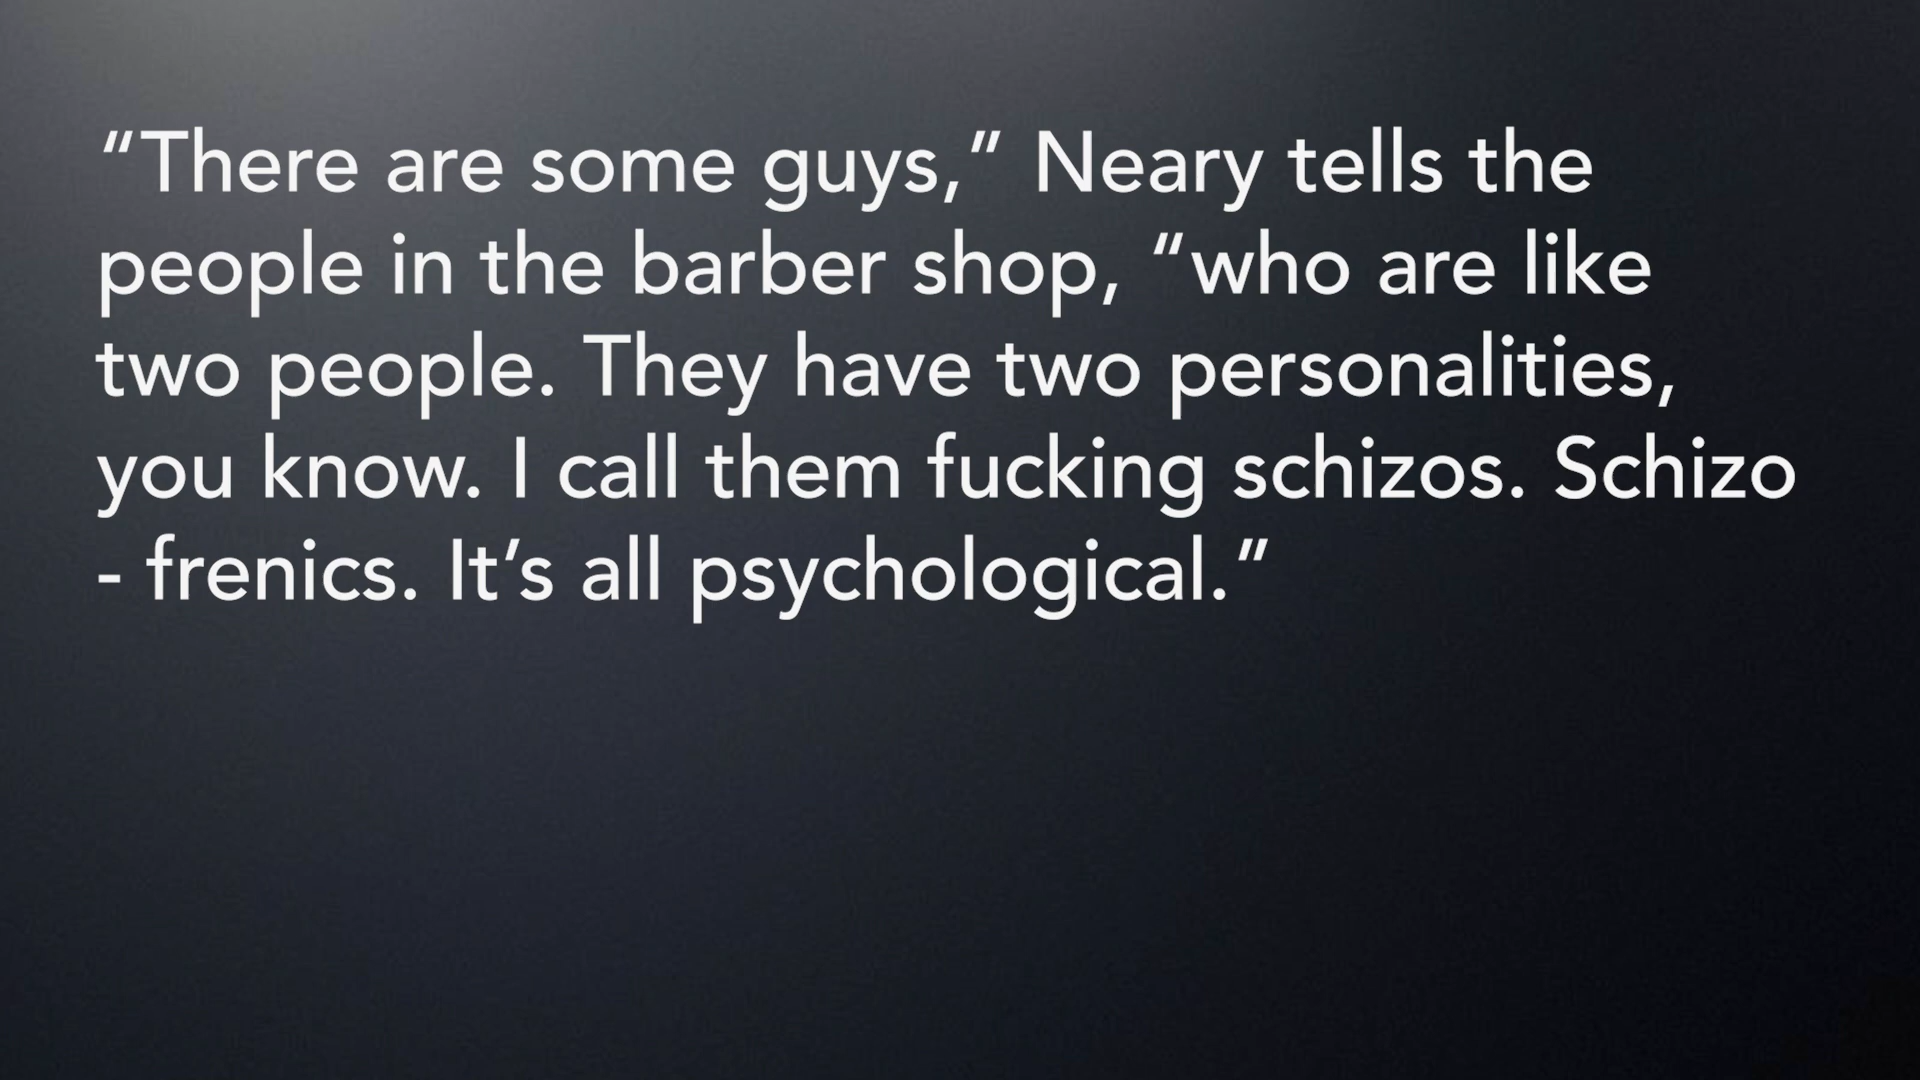 “There are some guys,” Neary tells the
people in the barber shop, “who are like
two people. They have two personalities,
you know. I call them fucking schizos. Schizo
- frenics. It’s all psychological.”